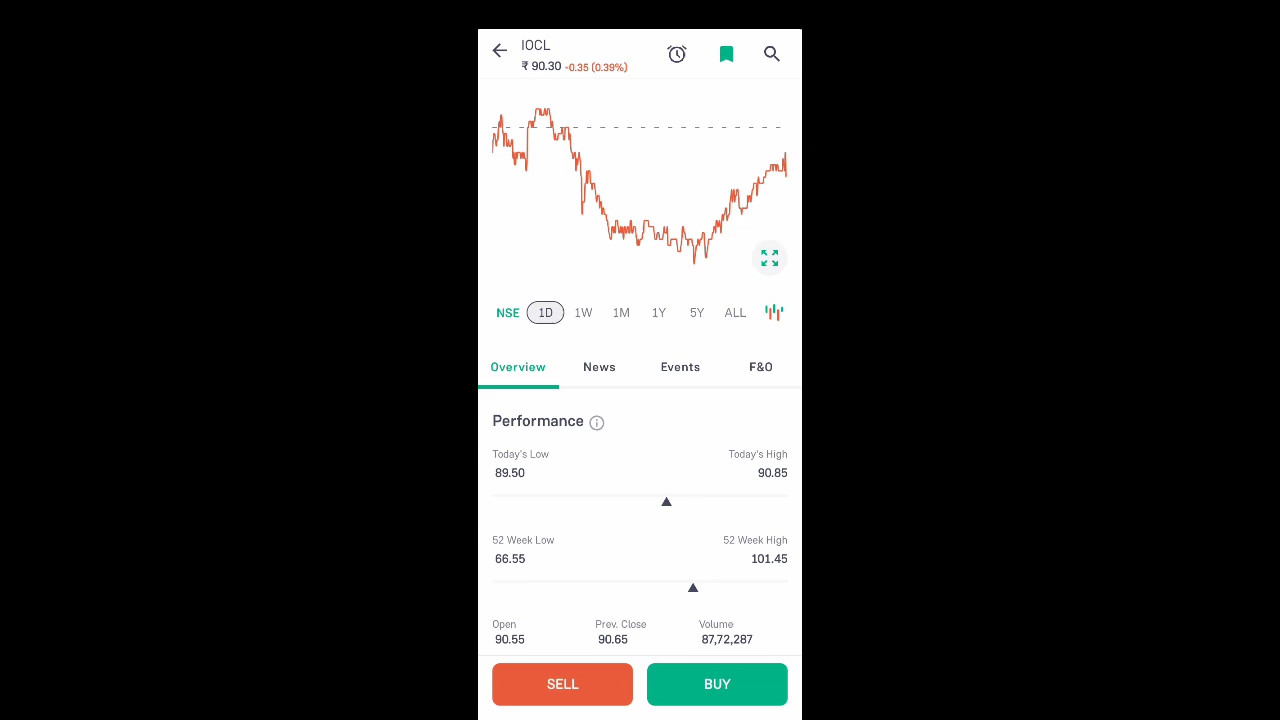 IOCL
₹ 90.30 -0.35 (0.39%)
NSE 1D 1W 1M 1Y 5Y ALL
Overview News Events F&O
Performance
Today's Low Today's High
89.50 90.85
52 Week Low 52 Week High
66.55 101.45
Open Prev. Close Volume
90.55 90.65 87,72,287
SELL BUY